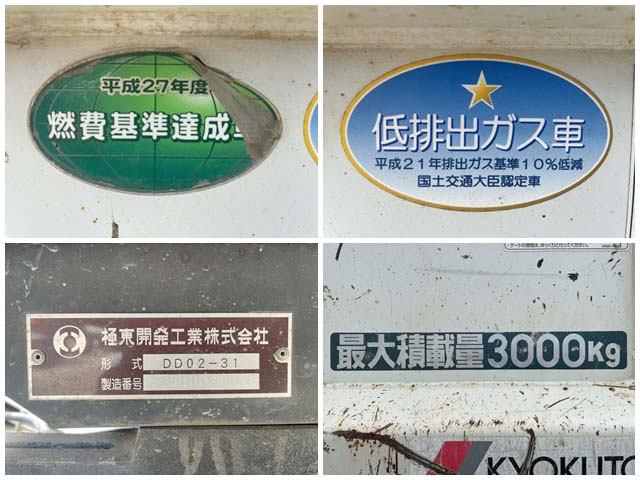 平成27年度
燃費基準達成車
低排出ガス車
平成21年排出ガス基準10%低減
国土交通大臣認定車
極東開発工業株式会社
形式 DD02-31
製造番号
最大積載量3000Kg
KYOKUTO